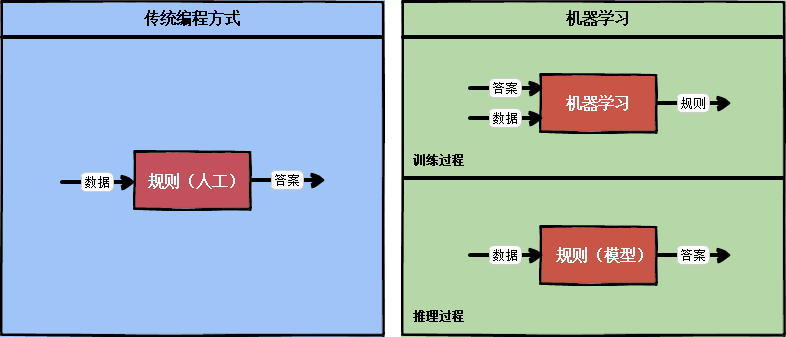 传统编程方式
数据
规则（人工）
答案
机器学习
答案
数据
机器学习
规则
训练过程
数据
规则（模型）
答案
推理过程